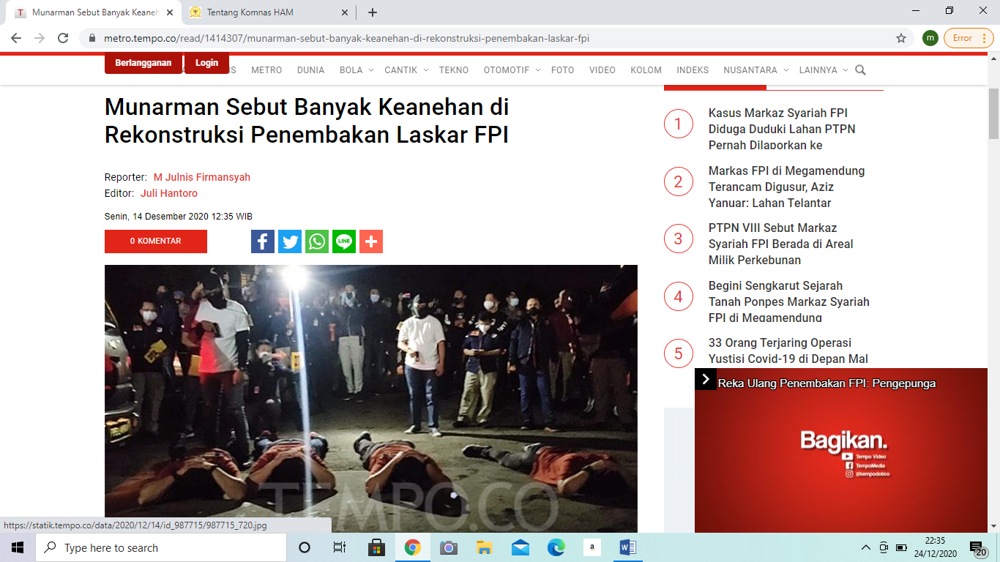 Munarman Sebut Banyak Keaneh
Tentang Komnas HAM
metro.tempo.co/read/1414307/munarman-sebut-banyak-keanehan-di-rekonstruksi-penembakan-laskar-fpi
m
Error
Berlangganan Login
METRO DUNIA BOLA CANTIK TEKNO OTOMOTIF FOTO VIDEO KOLOM INDEKS NUSANTARA LAINNYA
Munarman Sebut Banyak Keanehan di
Rekonstruksi Penembakan Laskar FPI
Reporter: M Julnis Firmansyah
Editor: Juli Hantoro
Senin, 14 Desember 2020 12:35 WIB
0 KOMENTAR
LINE
TEMPO.CO
1
Kasus Markaz Syariah FPI
Diduga Duduki Lahan PTPN
Pernah Dilaporkan ke
2
Markas FPI di Megamendung
Terancam Digusur, Aziz
Yanuar: Lahan Telantar
3
PTPN VIII Sebut Markaz
Syariah FPI Berada di Areal
Milik Perkebunan
4
Begini Sengkarut Sejarah
Tanah Ponpes Markaz Syariah
FPI di Megamendung
5
33 Orang Terjaring Operasi
Yustisi Covid-19 di Depan Mal
Reka Ulang Penembakan FPI: Pengepunga
Bagikan.
Tempo Video
TempoMedia
@tempodotco
https://statik.tempo.co/data/2020/12/14/id_987715/987715_720.jpg
Type here to search
a
22:35
24/12/2020
20